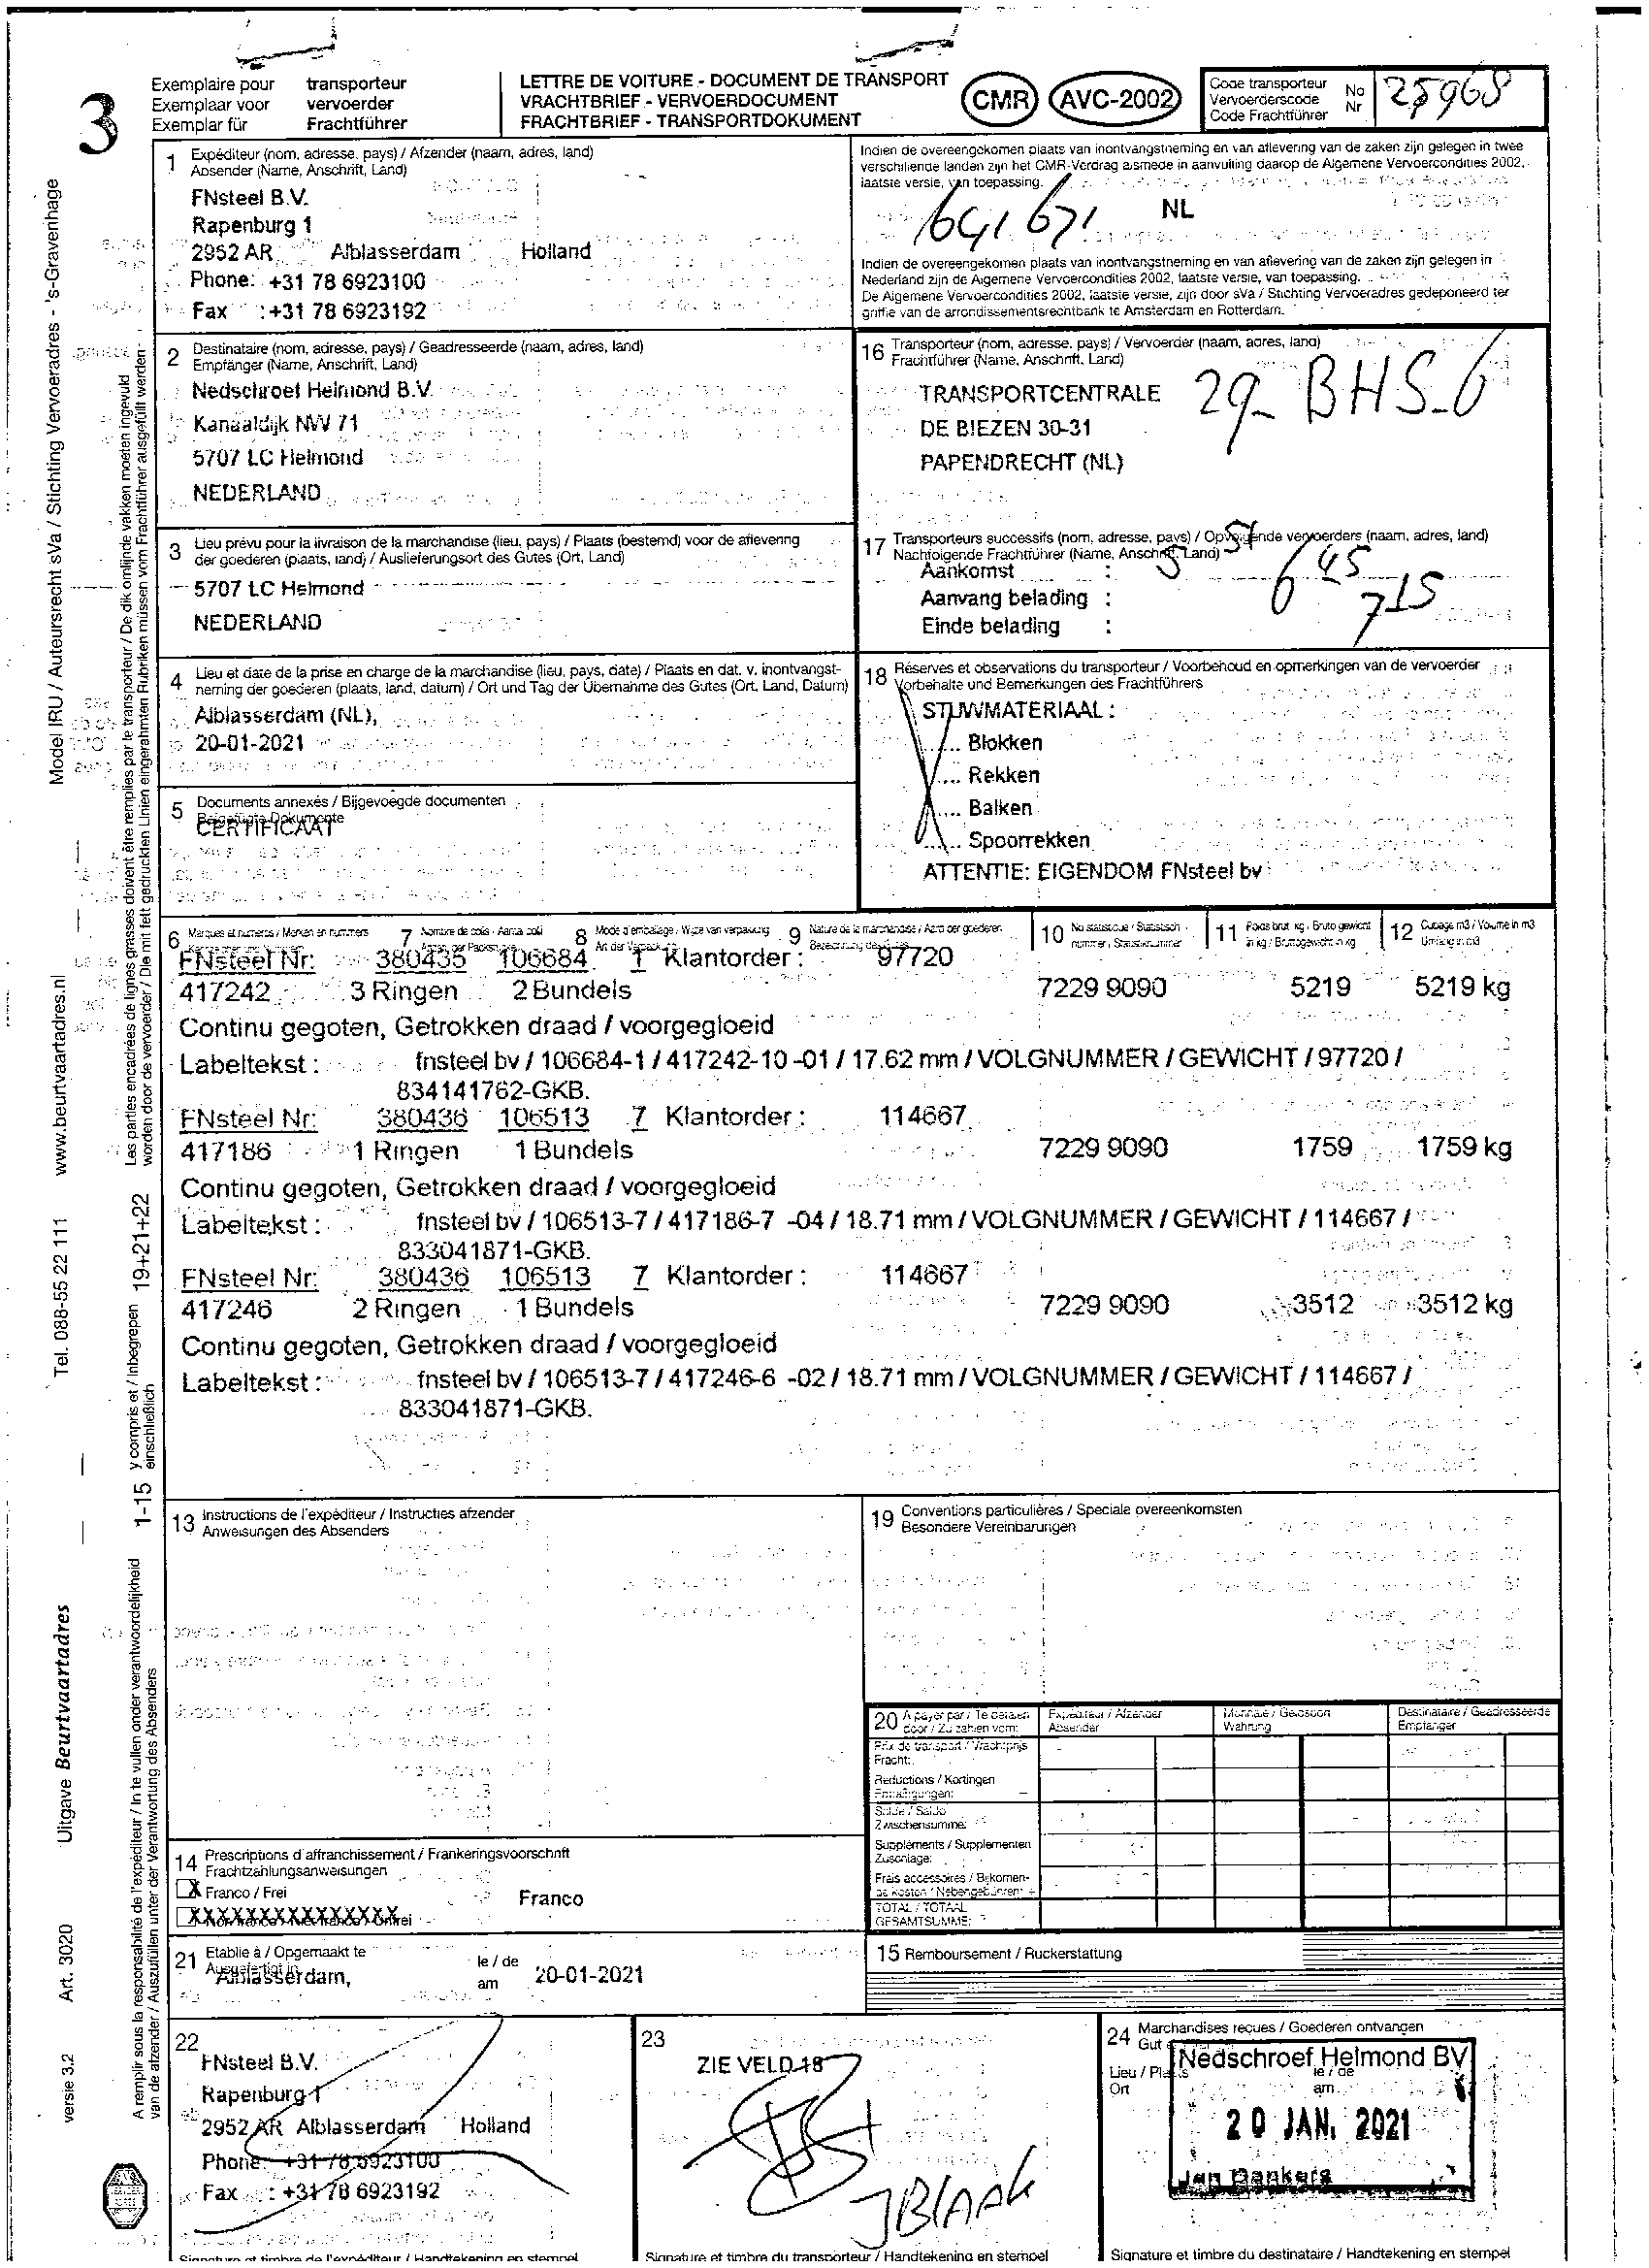 3
Exemplaire pour transporteur
Exemplaar voor vervoerder
Exemplar für Frachtführer
LETTRE DE VOITURE - DOCUMENT DE TRANSPORT
VRACHTBRIEF - VERVOERDOCUMENT
FRACHTBRIEF - TRANSPORTDOKUMENT
CMR AVC-2002
Code transporteur No
Vervoerderscode Nr
Code Frachtführer
25968
1 Expéditeur (nom, adresse, pays) / Afzender (naam, adres, land)
Absender (Name, Anschrift, Land)
FNsteel B.V.
Rapenburg 1
2952 AR Alblasserdam Holland
Phone: +31 78 6923100
Fax : +31 78 6923192
Indien de overeengekomen plaats van inontvangstneming en van aflevering van de zaken zijn gelegen in twee
verschillende landen zijn het CMR-Verdrag alsmede in aanvulling daarop de Algemene Vervoercondities 2002,
laatste versie, van toepassing.
641 671 NL
Indien de overeengekomen plaats van inontvangstneming en van aflevering van de zaken zijn gelegen in
Nederland zijn de Algemene Vervoercondities 2002, laatste versie, van toepassing.
De Algemene Vervoercondities 2002, laatste versie, zijn door sVa / Stichting Vervoeradres gedeponeerd ter
griffie van de arrondissementsrechtbank te Amsterdam en Rotterdam.
2 Destinataire (nom, adresse, pays) / Geadresseerde (naam, adres, land)
Empfänger (Name, Anschrift, Land)
Nedschroef Helmond B.V.
Kanaaldijk NW 71
5707 LC Helmond
NEDERLAND
16 Transporteur (nom, adresse, pays) / Vervoerder (naam, adres, land)
Frachtführer (Name, Anschrift, Land)
TRANSPORTCENTRALE
DE BIEZEN 30-31
PAPENDRECHT (NL)
29-BHS-6
3 Lieu prévu pour la livraison de la marchandise (lieu, pays) / Plaats (bestemd) voor de aflevering
der goederen (plaats, land) / Auslieferungsort des Gutes (Ort, Land)
5707 LC Helmond
NEDERLAND
17 Transporteurs successifs (nom, adresse, pays) / Opvolgende vervoerders (naam, adres, land)
Nachfolgende Frachtführer (Name, Anschrift, Land)
Aankomst :
Aanvang belading : 6 45
Einde belading : 7 15
4 Lieu et date de la prise en charge de la marchandise (lieu, pays, date) / Plaats en dat. v. inontvangst-
neming der goederen (plaats, land, datum) / Ort und Tag der Übernahme des Gutes (Ort, Land, Datum)
Alblasserdam (NL),
20-01-2021
18 Réserves et observations du transporteur / Voorbehoud en opmerkingen van de vervoerder
Vorbehalte und Bemerkungen des Frachtführers
STUWMATERIAAL :
...... Blokken
...... Rekken
...... Balken
...... Spoorrekken
ATTENTIE: EIGENDOM FNsteel bv
5 Documents annexés / Bijgevoegde documenten
Beigefügte Dokumente
CERTIFICAAT
6 Marques et numéros / Merken en nummers
7 Nombre de colis - Aantal colli
8 Mode d'emballage / Wijze van verpakking
9 Nature de la marchandise / Aard der goederen
10 No statistique / Statistisch nummer / Statistiknummer
11 Poids brut kg - Bruto gewicht in kg / Bruttogewicht in kg
12 Cubage m3 / Volume in m3
Umfang in m3
FNsteel Nr: 380435 106684 1 Klantorder : 97720
417242 3 Ringen 2 Bundels 7229 9090 5219 5219 kg
Continu gegoten, Getrokken draad / voorgegloeid
Labeltekst : fnsteel bv / 106684-1 / 417242-10 -01 / 17.62 mm / VOLGNUMMER / GEWICHT / 97720 /
834141762-GKB.
FNsteel Nr: 380436 106513 7 Klantorder : 114667
417186 1 Ringen 1 Bundels 7229 9090 1759 1759 kg
Continu gegoten, Getrokken draad / voorgegloeid
Labeltekst : fnsteel bv / 106513-7 / 417186-7 -04 / 18.71 mm / VOLGNUMMER / GEWICHT / 114667 /
833041871-GKB.
FNsteel Nr: 380436 106513 7 Klantorder : 114667
417246 2 Ringen 1 Bundels 7229 9090 3512 3512 kg
Continu gegoten, Getrokken draad / voorgegloeid
Labeltekst : fnsteel bv / 106513-7 / 417246-6 -02 / 18.71 mm / VOLGNUMMER / GEWICHT / 114667 /
833041871-GKB.
13 Instructions de l'expéditeur / Instructies afzender
Anweisungen des Absenders
19 Conventions particulières / Speciale overeenkomsten
Besondere Vereinbarungen
20 A payer par / Te betalen
door / Zu zahlen vom:
Expéditeur / Afzender
Absender
Monnaie / Geldsoort
Währung
Destinataire / Geadresseerde
Empfänger
Prix de transport / Vrachtprijs
Fracht:
Reductions / Kortingen
Ermäßigungen: -
Solde / Saldo
Zwischensumme:
Suppléments / Supplementen
Zuschläge:
Frais accessoires / Bijkomen-
de kosten / Nebengebühren: +
TOTAL / TOTAAL
GESAMTSUMME:
14 Prescriptions d'affranchissement / Frankeringsvoorschrift
Frachtzahlungsanweisungen
X Franco / Frei
Franco
XXXXXXXXXXXXXXX
Non franco / Niet franco / Unfrei
15 Remboursement / Rückerstattung
21 Etablie à / Opgemaakt te
Ausgefertigt in
Alblasserdam,
le / de
am 20-01-2021
22
FNsteel B.V.
Rapenburg 1
2952 AR Alblasserdam Holland
Phone: +31 78 6923100
Fax : +31 78 6923192
Signature et timbre de l'expéditeur / Handtekening en stempel
23
ZIE VELD 18
JBlaak
Signature et timbre du transporteur / Handtekening en stempel
24 Marchandises reçues / Goederen ontvangen
Gut
Lieu / Plaats
Ort
le / de
am
Nedschroef Helmond BV
20 JAN. 2021
Jan Dankers
Signature et timbre du destinataire / Handtekening en stempel
Model IRU / Auteursrecht sVa / Stichting Vervoeradres - 's-Gravenhage
www.beurtvaartadres.nl
Tel. 088-55 22 111
Uitgave Beurtvaartadres
Art. 3020
versie 3.2
Les parties encadrées de lignes grasses doivent être remplies par le transporteur / De dik omlijnde vakken moeten ingevuld
worden door de vervoerder / Die mit fett gedruckten Linien eingerahmten Rubriken müssen vom Frachtführer ausgefüllt werden
19+21+22
y compris et / Inbegrepen
einschließlich
1-15
A remplir sous la responsabilité de l'expéditeur / In te vullen onder verantwoordelijkheid
van de afzender / Auszufüllen unter der Verantwortung des Absenders